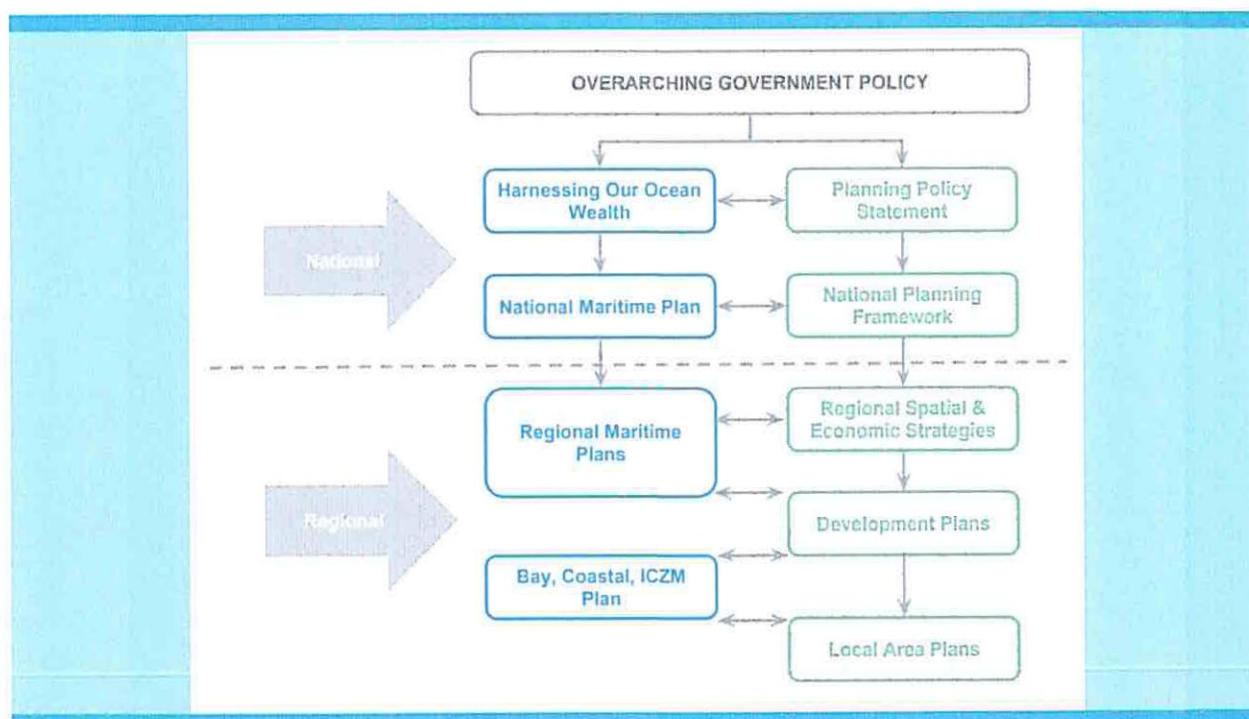 OVERARCHING GOVERNMENT POLICY
Harnessing Our Ocean
Wealth
Planning Policy
Statement
National
National Maritime Plan
National Planning
Framework
Regional Maritime
Plans
Regional Spatial &
Economic Strategies
Regional
Development Plans
Bay, Coastal, ICZM
Plan
Local Area Plans